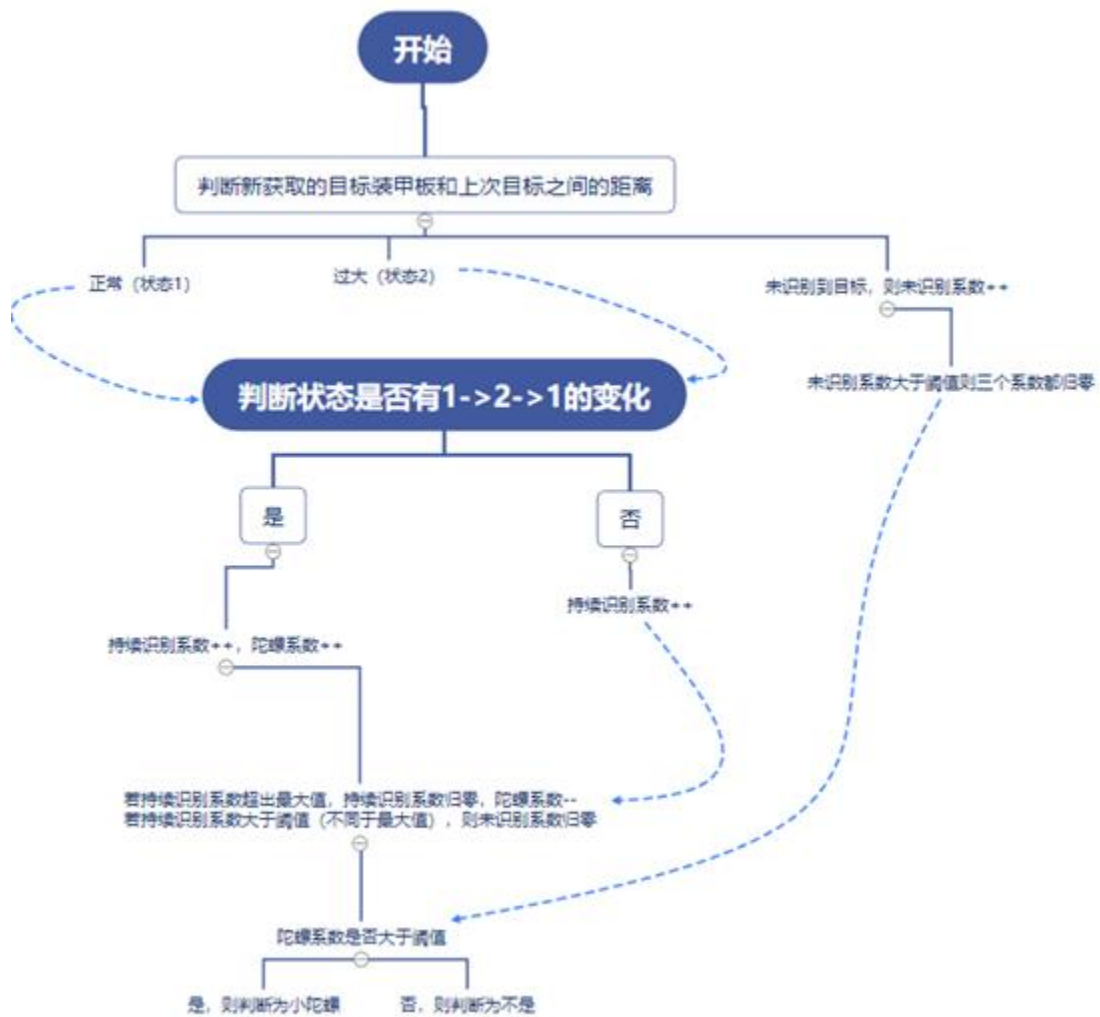 开始
判断新获取的目标装甲板和上次目标之间的距离
正常（状态1）
过大（状态2）
未识别到目标，则未识别系数++
未识别系数大于阈值则三个系数都归零
判断状态是否有1->2->1的变化
是
否
持续识别系数++
持续识别系数++，陀螺系数++
若持续识别系数超出最大值，持续识别系数归零，陀螺系数--
若持续识别系数大于阈值（不同于最大值），则未识别系数归零
陀螺系数是否大于阈值
是，则判断为小陀螺
否，则判断为不是